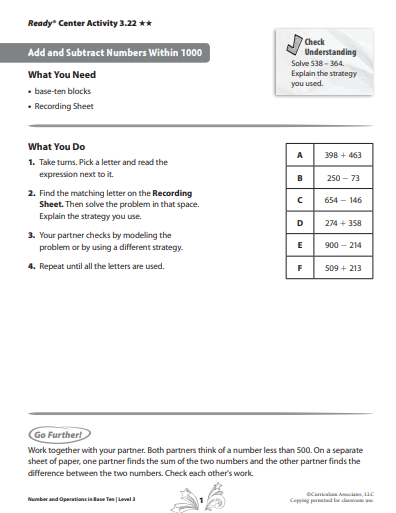 Ready® Center Activity 3.22 ★★
Add and Subtract Numbers Within 1000
Check
Understanding
Solve 538 – 364.
Explain the strategy
you used.
What You Need
• base-ten blocks
• Recording Sheet
What You Do
1. Take turns. Pick a letter and read the
expression next to it.
2. Find the matching letter on the Recording
Sheet. Then solve the problem in that space.
Explain the strategy you use.
3. Your partner checks by modeling the
problem or by using a different strategy.
4. Repeat until all the letters are used.
A 398 + 463
B 250 − 73
C 654 − 146
D 274 + 358
E 900 − 214
F 509 + 213
Go Further!
Work together with your partner. Both partners think of a number less than 500. On a separate
sheet of paper, one partner finds the sum of the two numbers and the other partner finds the
difference between the two numbers. Check each other's work.
Number and Operations in Base Ten | Level 3
1
©Curriculum Associates, LLC
Copying permitted for classroom use.